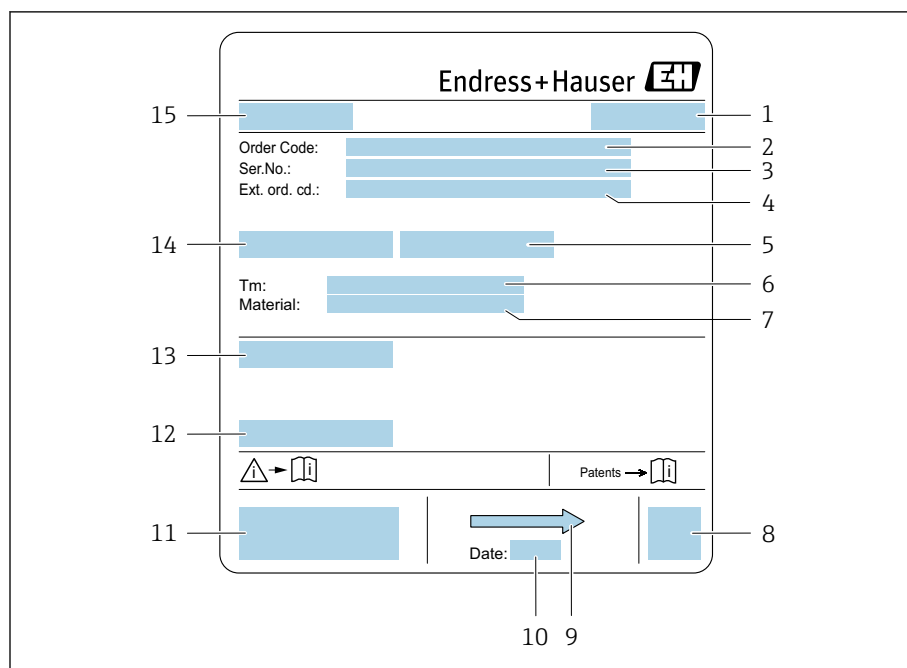 Endress+Hauser EH
15 1
Order Code: 2
Ser.No.: 3
Ext. ord. cd.: 4
14 5
Tm: 6
Material: 7
13
12
i i Patents i
11 8
Date:
10 9